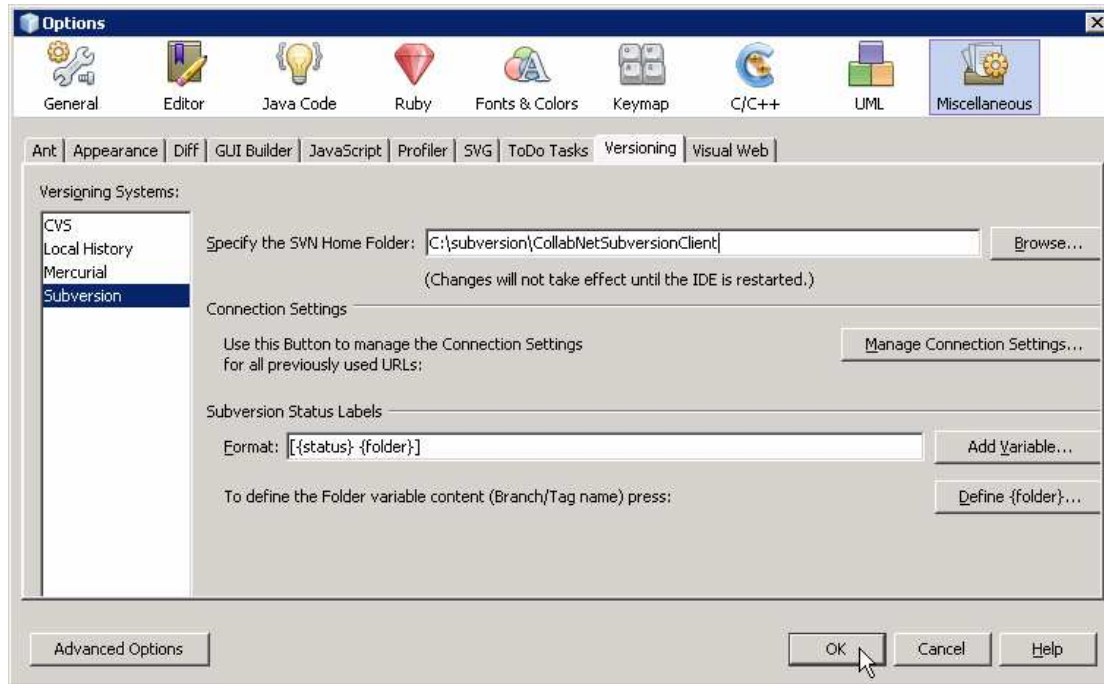 Options
General Editor Java Code Ruby Fonts & Colors Keymap C/C++ UML Miscellaneous
Ant Appearance Diff GUI Builder JavaScript Profiler SVG ToDo Tasks Versioning Visual Web
Versioning Systems:
CVS
Local History
Mercurial
Subversion
Specify the SVN Home Folder: C:\subversion\CollabNetSubversionClient Browse...
(Changes will not take effect until the IDE is restarted.)
Connection Settings
Use this Button to manage the Connection Settings
for all previously used URLs:
Manage Connection Settings...
Subversion Status Labels
Format: [{status} {folder}] Add Variable...
To define the Folder variable content (Branch/Tag name) press: Define {folder}...
Advanced Options OK Cancel Help